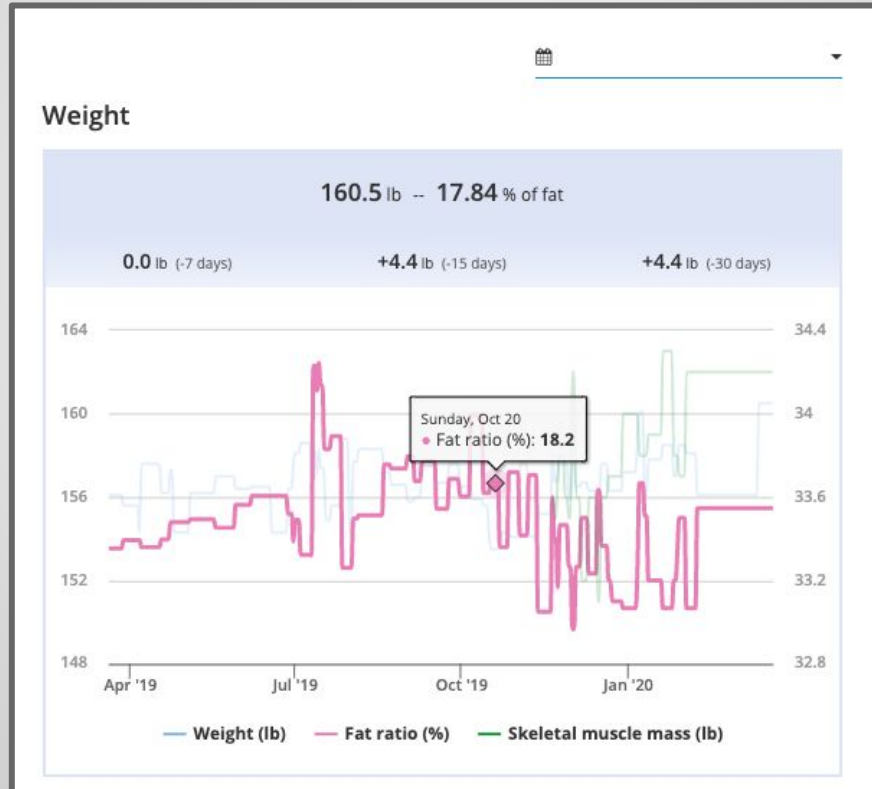 Weight
160.5 lb -- 17.84 % of fat
0.0 lb (-7 days) +4.4 lb (-15 days) +4.4 lb (-30 days)
164 34.4
160 34
Sunday, Oct 20
Fat ratio (%): 18.2
156 33.6
152 33.2
148 32.8
Apr '19 Jul '19 Oct '19 Jan '20
Weight (lb) Fat ratio (%) Skeletal muscle mass (lb)